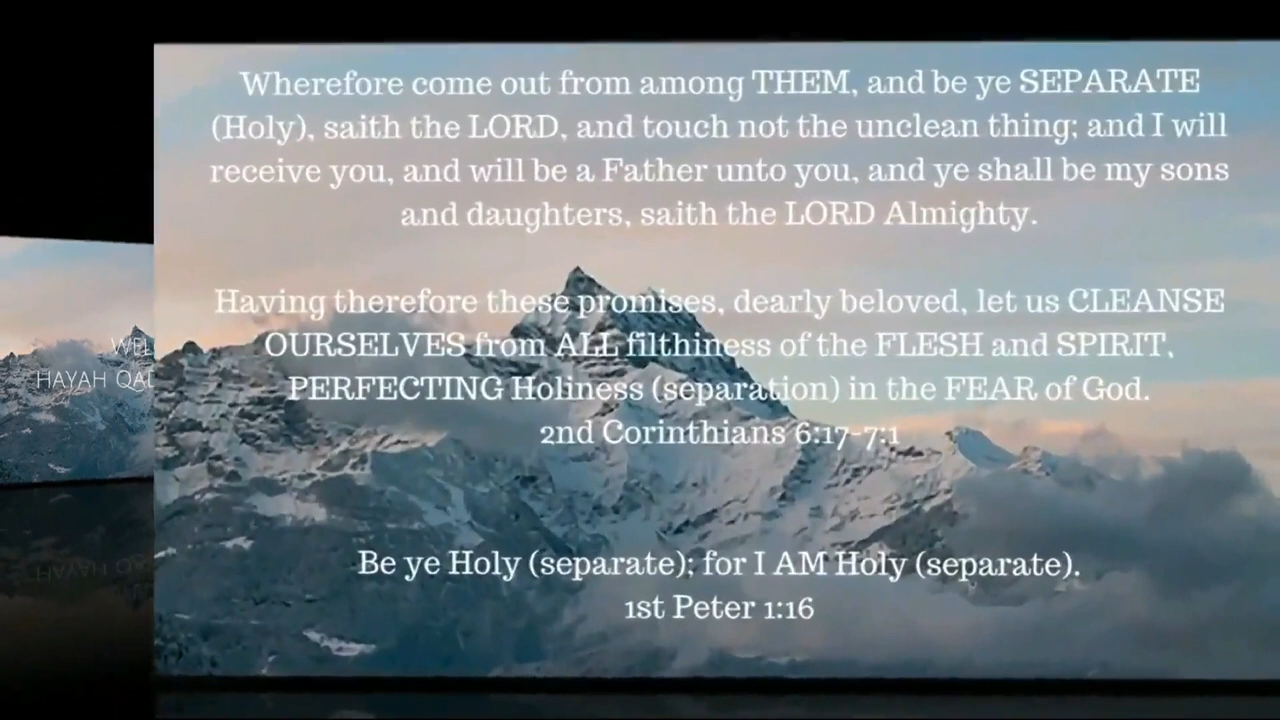 Wherefore come out from among THEM, and be ye SEPARATE
(Holy), saith the LORD, and touch not the unclean thing; and I will
receive you, and will be a Father unto you, and ye shall be my sons
and daughters, saith the LORD Almighty.
Having therefore these promises, dearly beloved, let us CLEANSE
OURSELVES from ALL filthiness of the FLESH and SPIRIT,
PERFECTING Holiness (separation) in the FEAR of God.
2nd Corinthians 6:17-7:1
Be ye Holy (separate); for I AM Holy (separate).
1st Peter 1:16
HAYAH